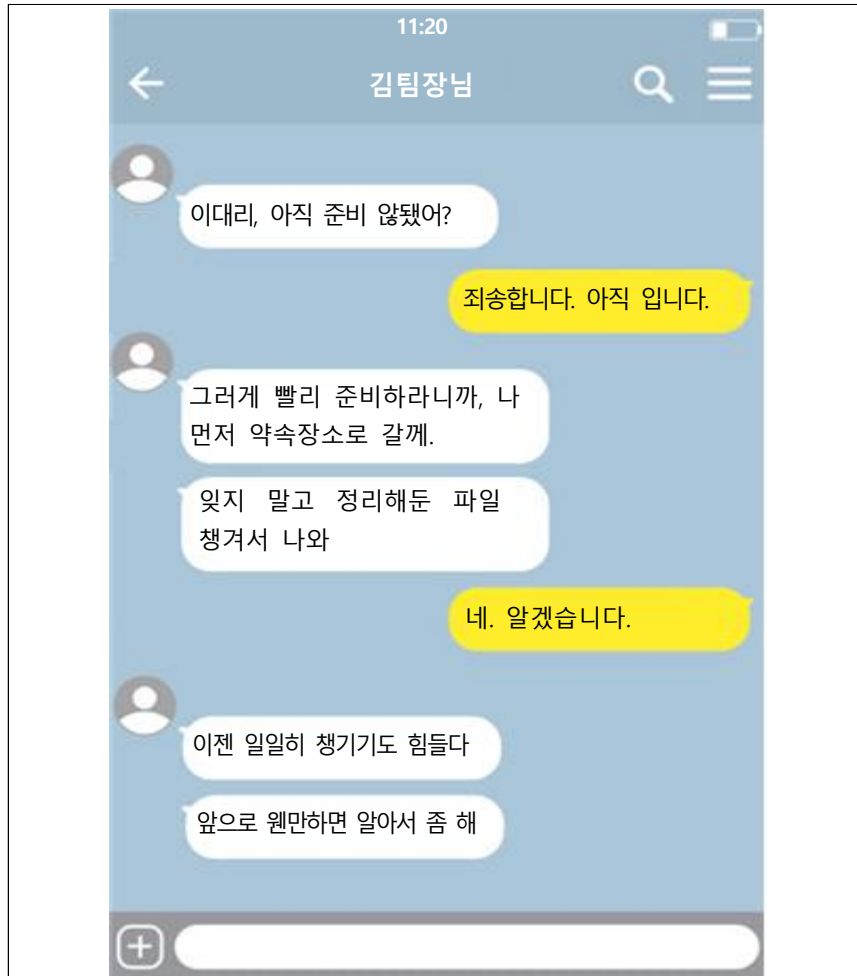 11:20
김팀장님
이대리, 아직 준비 않됐어?
죄송합니다. 아직 입니다.
그러게 빨리 준비하라니까, 나
먼저 약속장소로 갈께.
잊지 말고 정리해둔 파일
챙겨서 나와
네. 알겠습니다.
이젠 일일히 챙기기도 힘들다
앞으로 웬만하면 알아서 좀 해